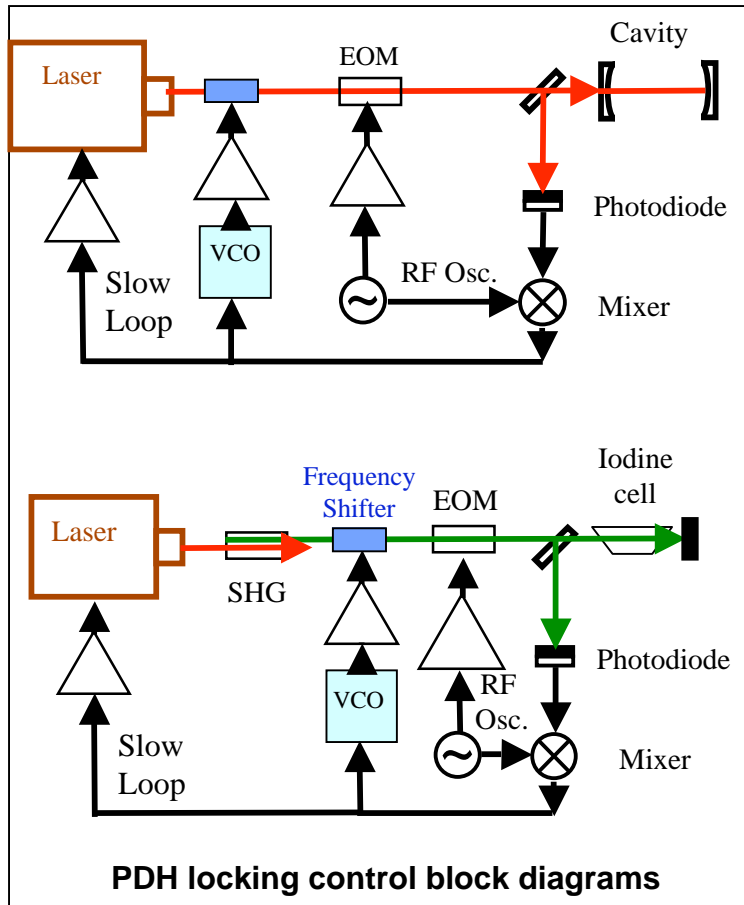 EOM
Cavity
Laser
Photodiode
VCO
RF Osc.
Slow
Loop
Mixer
Iodine
cell
Frequency
Shifter
EOM
Laser
SHG
Photodiode
RF
Osc.
VCO
Slow
Loop
Mixer
PDH locking control block diagrams